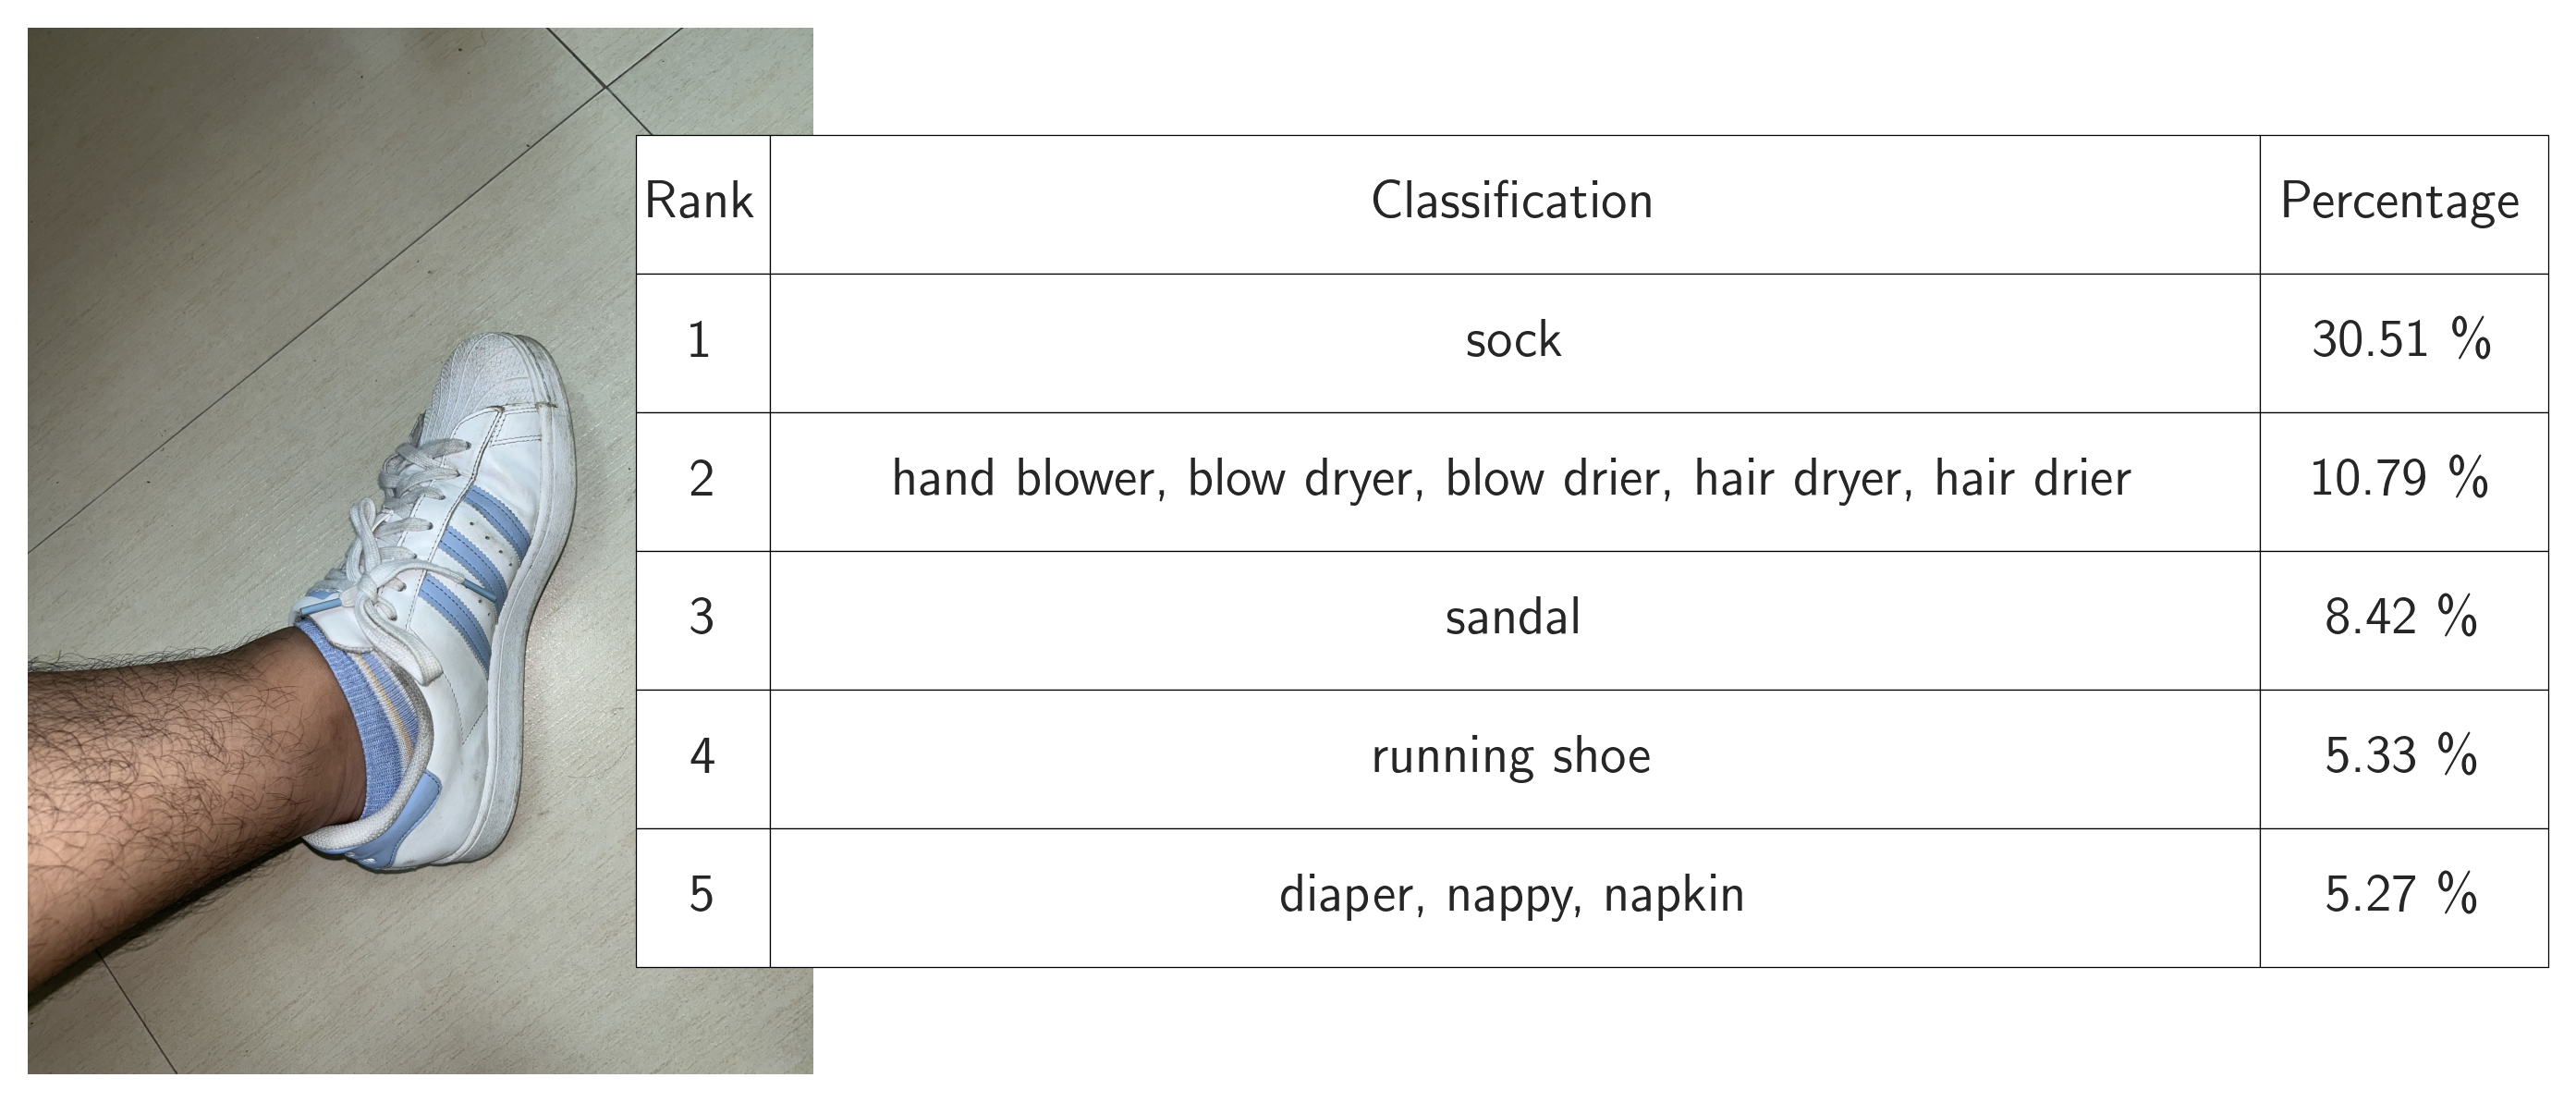 Rank Classification Percentage
1 sock 30.51 %
2 hand blower, blow dryer, blow drier, hair dryer, hair drier 10.79 %
3 sandal 8.42 %
4 running shoe 5.33 %
5 diaper, nappy, napkin 5.27 %